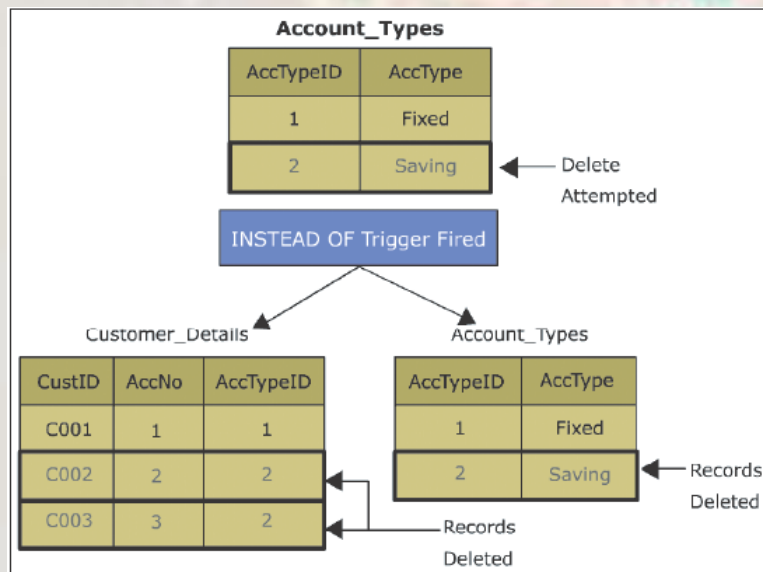 Account_Types
AccTypeID AccType
1 Fixed
2 Saving
Delete
Attempted
INSTEAD OF Trigger Fired
Customer_Details
CustID AccNo AccTypeID
C001 1 1
C002 2 2
C003 3 2
Records
Deleted
Account_Types
AccTypeID AccType
1 Fixed
2 Saving
Records
Deleted